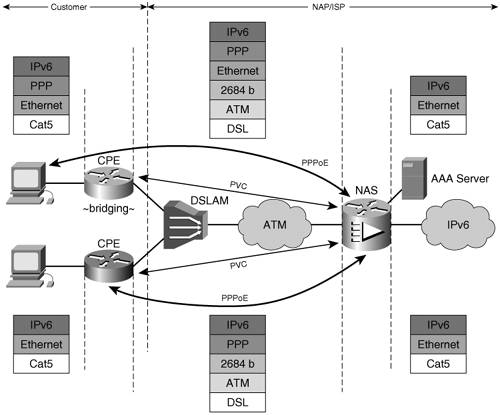 Customer
NAP/ISP
IPv6
PPP
Ethernet
Cat5
IPv6
PPP
Ethernet
2684 b
ATM
DSL
IPv6
Ethernet
Cat5
CPE
~bridging~
PPPoE
PVC
DSLAM
ATM
NAS
AAA Server
IPv6
CPE
PVC
PPPoE
IPv6
Ethernet
Cat5
IPv6
PPP
2684 b
ATM
DSL
IPv6
Ethernet
Cat5